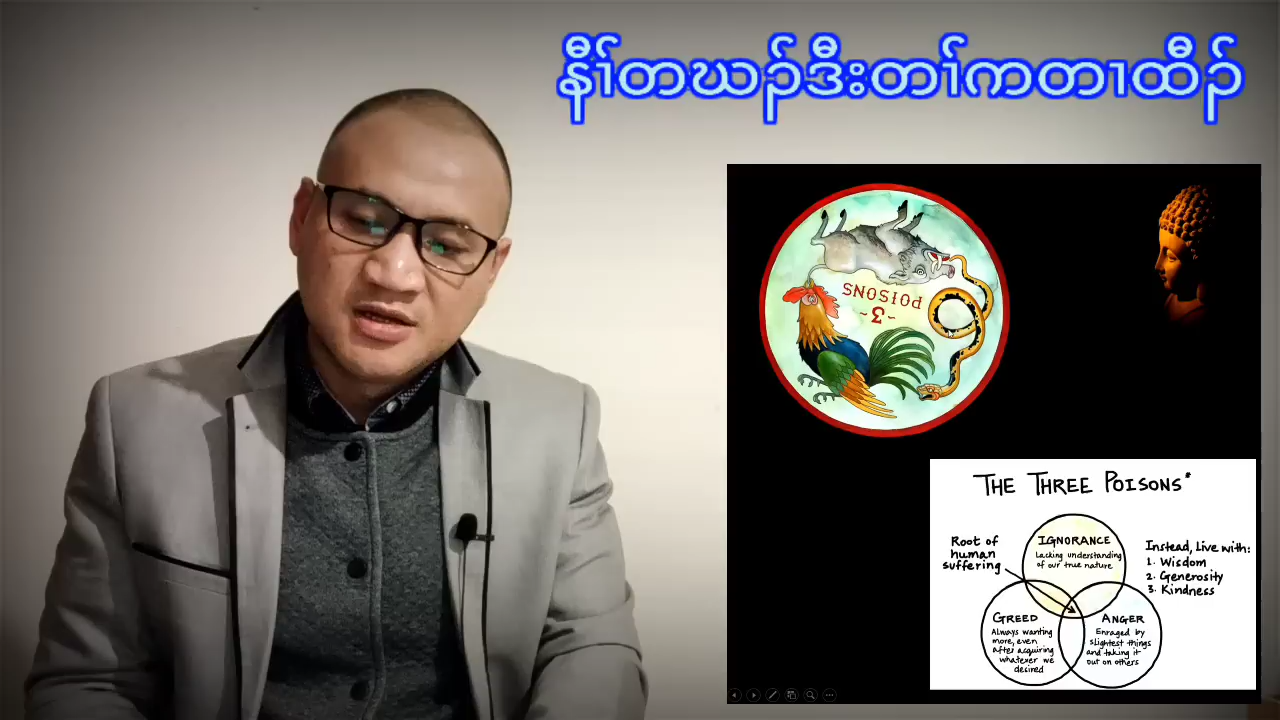 နီၢ်တဃၣ်ဒီးတၢ်ကတၢထီၣ်
POISONS
~3~
THE THREE POISONS*
Root of
human
suffering
IGNORANCE
Lacking understanding
of our true nature
Instead, Live with:
1. Wisdom
2. Generosity
3. Kindness
GREED
Always wanting
more, even
after acquiring
whatever we
desired
ANGER
Enraged by
slightest things
and taking it
out on others